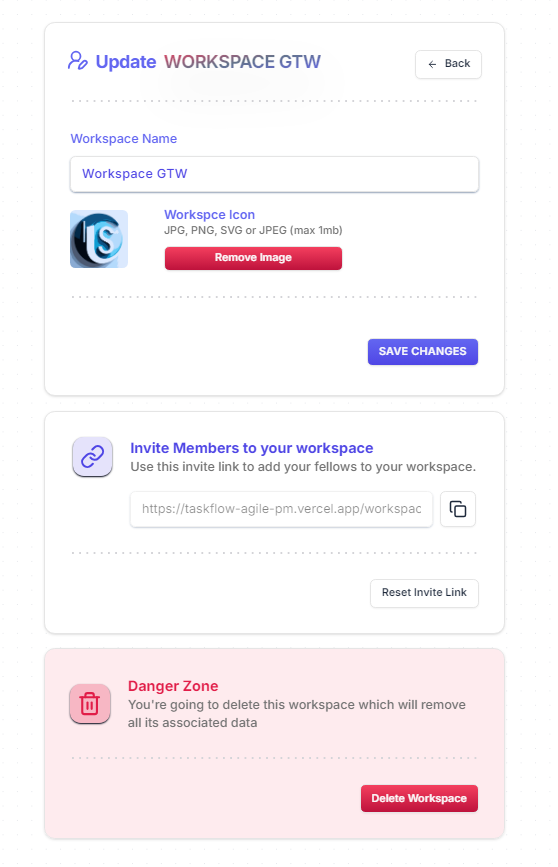 Update WORKSPACE GTW
← Back
Workspace Name
Workspace GTW
Workspce Icon
JPG, PNG, SVG or JPEG (max 1mb)
Remove Image
SAVE CHANGES
Invite Members to your workspace
Use this invite link to add your fellows to your workspace.
https://taskflow-agile-pm.vercel.app/workspac
Reset Invite Link
Danger Zone
You're going to delete this workspace which will remove
all its associated data
Delete Workspace